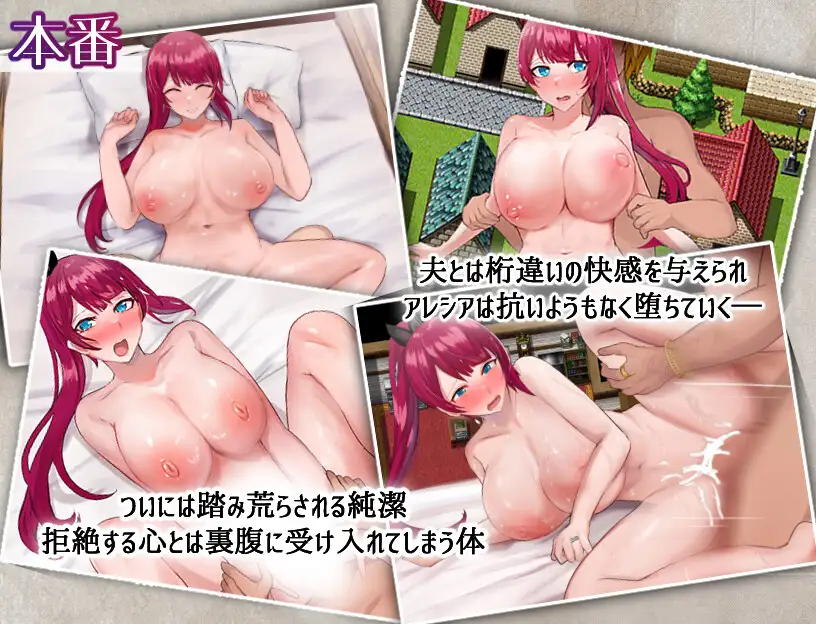 本番
夫とは桁違いの快感を与えられ
アレシアは抗いようもなく堕ちていく―
ついには踏み荒らされる純潔
拒絶する心とは裏腹に受け入れてしまう体